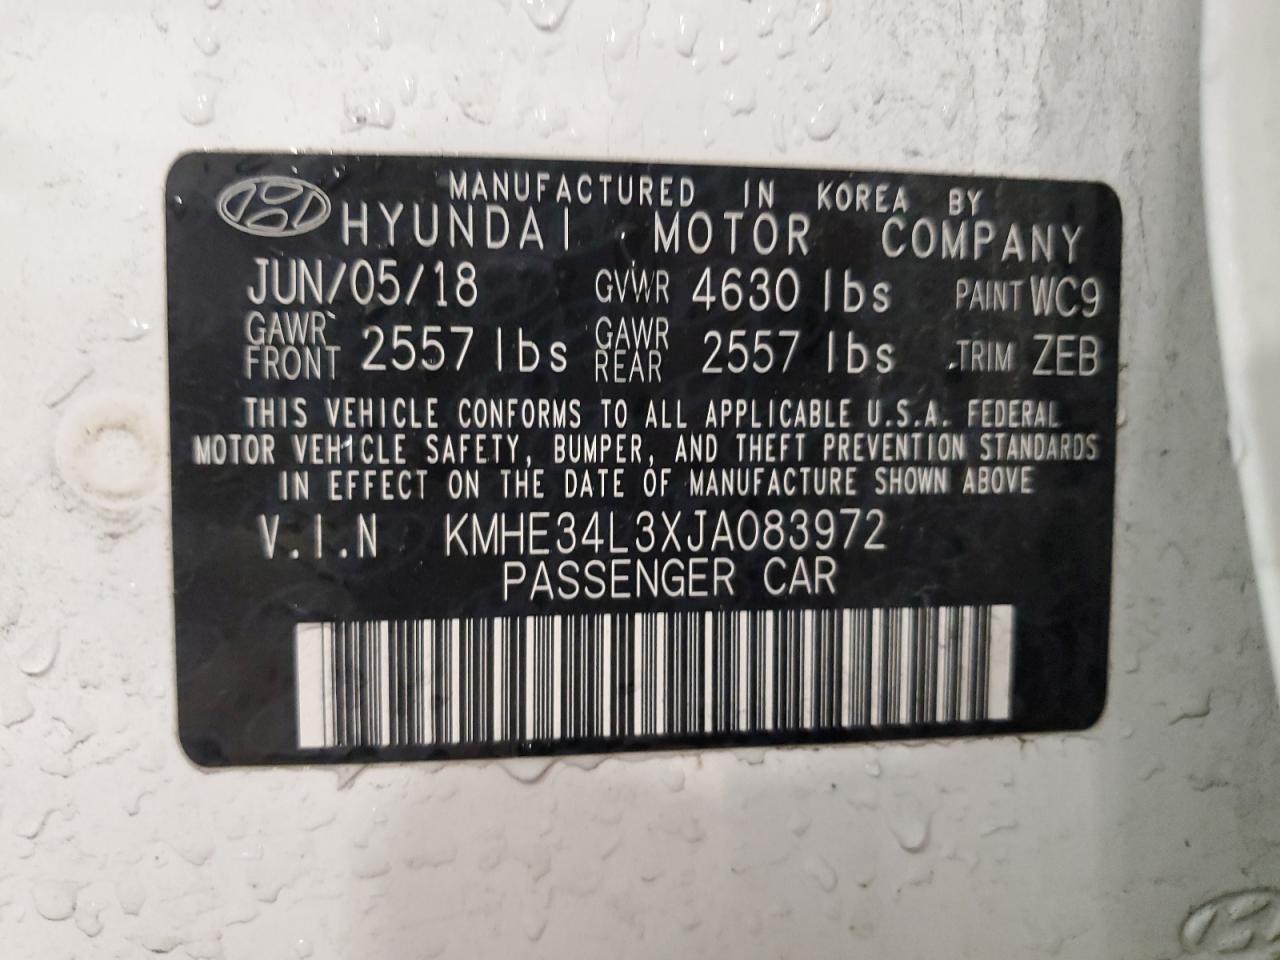 MANUFACTURED IN KOREA BY
HYUNDAI MOTOR COMPANY
JUN/05/18 GVWR 4630 lbs PAINT WC9
GAWR FRONT 2557 lbs GAWR REAR 2557 lbs TRIM ZEB
THIS VEHICLE CONFORMS TO ALL APPLICABLE U.S.A. FEDERAL
MOTOR VEHICLE SAFETY, BUMPER, AND THEFT PREVENTION STANDARDS
IN EFFECT ON THE DATE OF MANUFACTURE SHOWN ABOVE
V.I.N KMHE34L3XJA083972
PASSENGER CAR